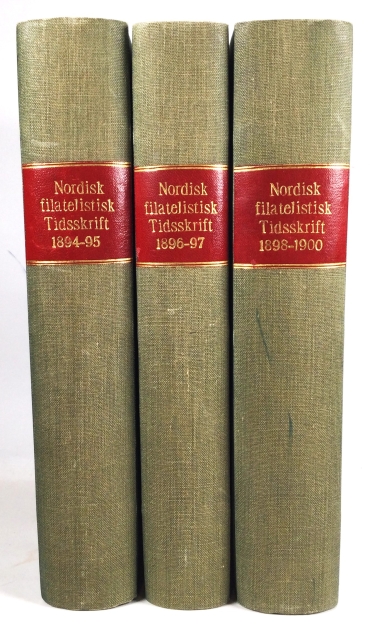 Nordisk
filatelistisk
Tidsskrift
1894-95
Nordisk
filatelistisk
Tidsskrift
1896-97
Nordisk
filatelistisk
Tidsskrift
1898-1900